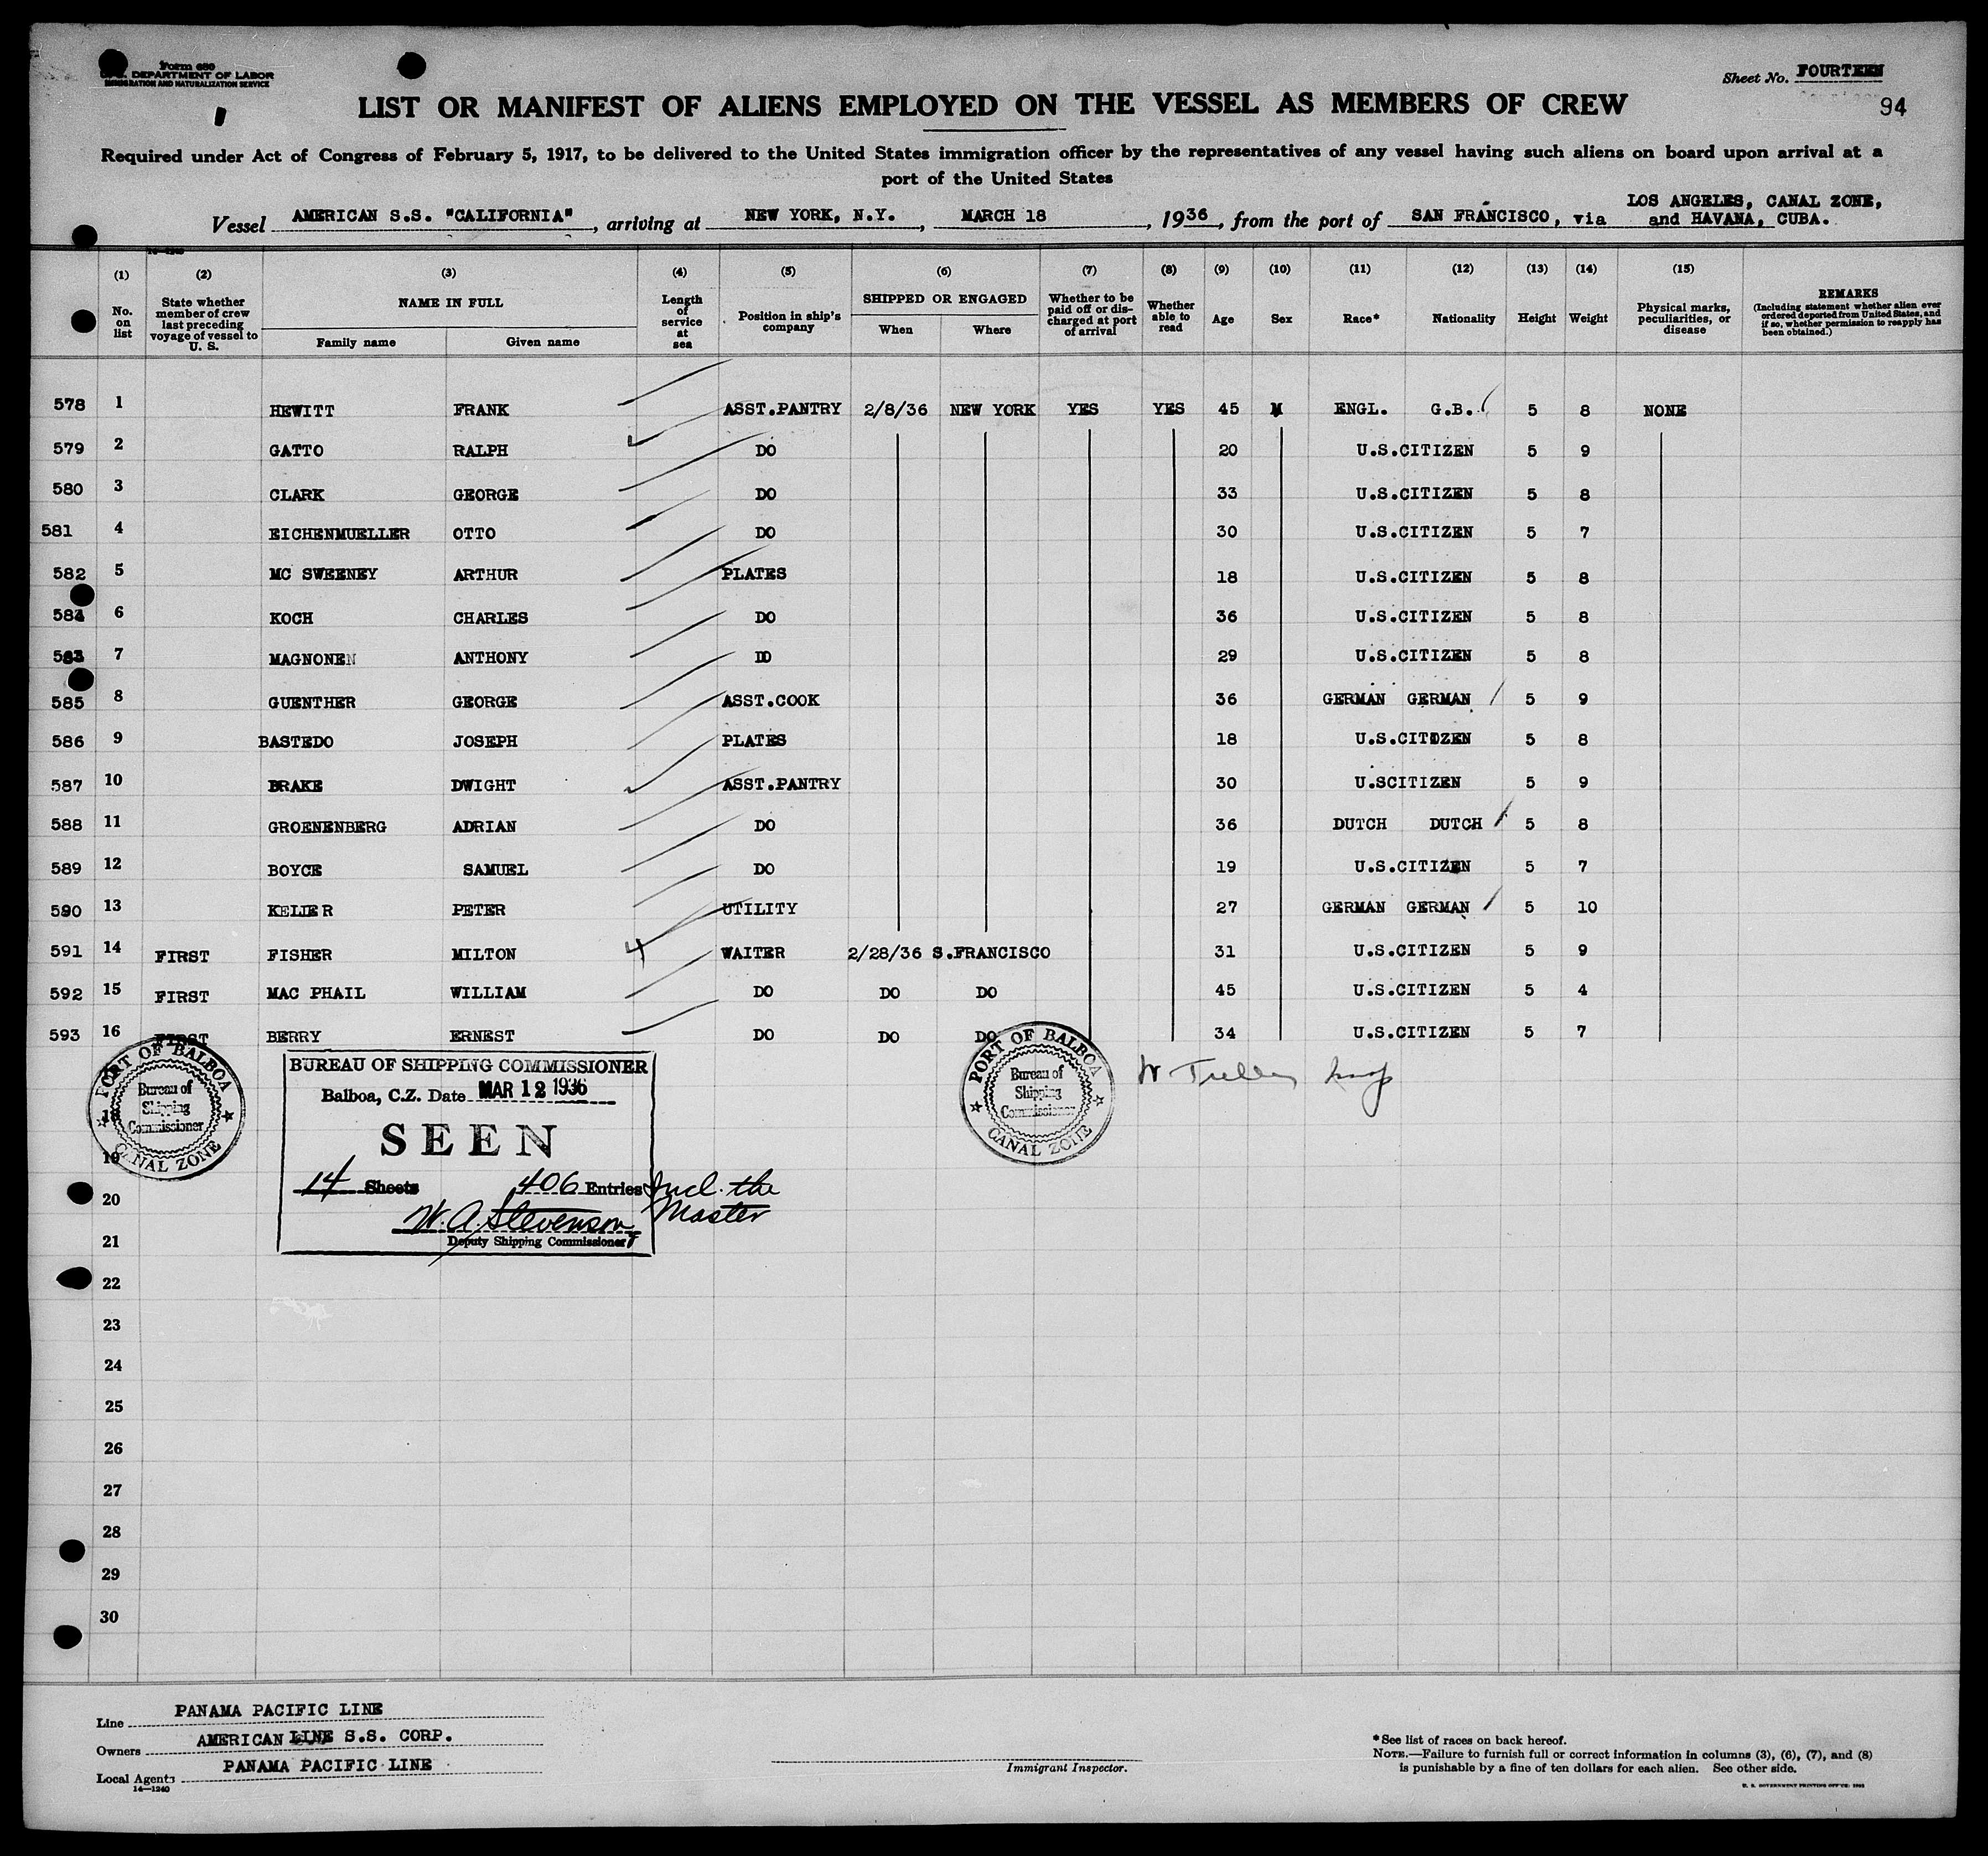 Form 680
U. S. DEPARTMENT OF LABOR
IMMIGRATION AND NATURALIZATION SERVICE
Sheet No. FOURTEEN
94
LIST OR MANIFEST OF ALIENS EMPLOYED ON THE VESSEL AS MEMBERS OF CREW
Required under Act of Congress of February 5, 1917, to be delivered to the United States immigration officer by the representatives of any vessel having such aliens on board upon arrival at a
port of the United States
Vessel AMERICAN S.S. "CALIFORNIA", arriving at NEW YORK, N.Y., MARCH 18, 1936, from the port of SAN FRANCISCO, via LOS ANGELES, CANAL ZONE,
and HAVANA, CUBA.
(1) (2) (3) (4) (5) (6) (7) (8) (9) (10) (11) (12) (13) (14) (15)
No. on list
State whether member of crew last preceding voyage of vessel to U. S.
NAME IN FULL
Family name Given name
Length of service at sea
Position in ship's company
SHIPPED OR ENGAGED
When Where
Whether to be paid off or discharged at port of arrival
Whether able to read
Age
Sex
Race*
Nationality
Height
Weight
Physical marks, peculiarities, or disease
REMARKS
(Including statement whether alien ever ordered deported from United States, and if so, whether permission to reapply has been obtained.)
578 1 HEWITT FRANK ASST.PANTRY 2/8/36 NEW YORK YES YES 45 M ENGL. G.B. 5 8 NONE
579 2 GATTO RALPH DO 20 U.S.CITIZEN 5 9
580 3 CLARK GEORGE DO 33 U.S.CITIZEN 5 8
581 4 EICHENMUELLER OTTO DO 30 U.S.CITIZEN 5 7
582 5 MC SWEENEY ARTHUR PLATES 18 U.S.CITIZEN 5 8
584 6 KOCH CHARLES DO 36 U.S.CITIZEN 5 8
583 7 MAGNONEN ANTHONY DO 29 U.S.CITIZEN 5 8
585 8 GUENTHER GEORGE ASST.COOK 36 GERMAN GERMAN 5 9
586 9 BASTEDO JOSEPH PLATES 18 U.S.CITIZEN 5 8
587 10 BRAKE DWIGHT ASST.PANTRY 30 U.SCITIZEN 5 9
588 11 GROENENBERG ADRIAN DO 36 DUTCH DUTCH 5 8
589 12 BOYCE SAMUEL DO 19 U.S.CITIZEN 5 7
590 13 KELLER PETER UTILITY 27 GERMAN GERMAN 5 10
591 14 FIRST FISHER MILTON WAITER 2/28/36 S.FRANCISCO 31 U.S.CITIZEN 5 9
592 15 FIRST MAC PHAIL WILLIAM DO DO DO 45 U.S.CITIZEN 5 4
593 16 FIRST BERRY ERNEST DO DO DO 34 U.S.CITIZEN 5 7
PORT OF BALBOA
Bureau of
Shipping
Commissioner
CANAL ZONE
BUREAU OF SHIPPING COMMISSIONER
Balboa, C.Z. Date MAR 12 1936
SEEN
14 Sheets 406 Entries Incl. the
Master
W. A. Stevenson
Deputy Shipping Commissioner
PORT OF BALBOA
Bureau of
Shipping
Commissioner
CANAL ZONE
18
19
20
21
22
23
24
25
26
27
28
29
30
Line PANAMA PACIFIC LINE
Owners AMERICAN LINE S.S. CORP.
Local Agents PANAMA PACIFIC LINE
14—1240
Immigrant Inspector.
*See list of races on back hereof.
NOTE.—Failure to furnish full or correct information in columns (3), (6), (7), and (8)
is punishable by a fine of ten dollars for each alien. See other side.